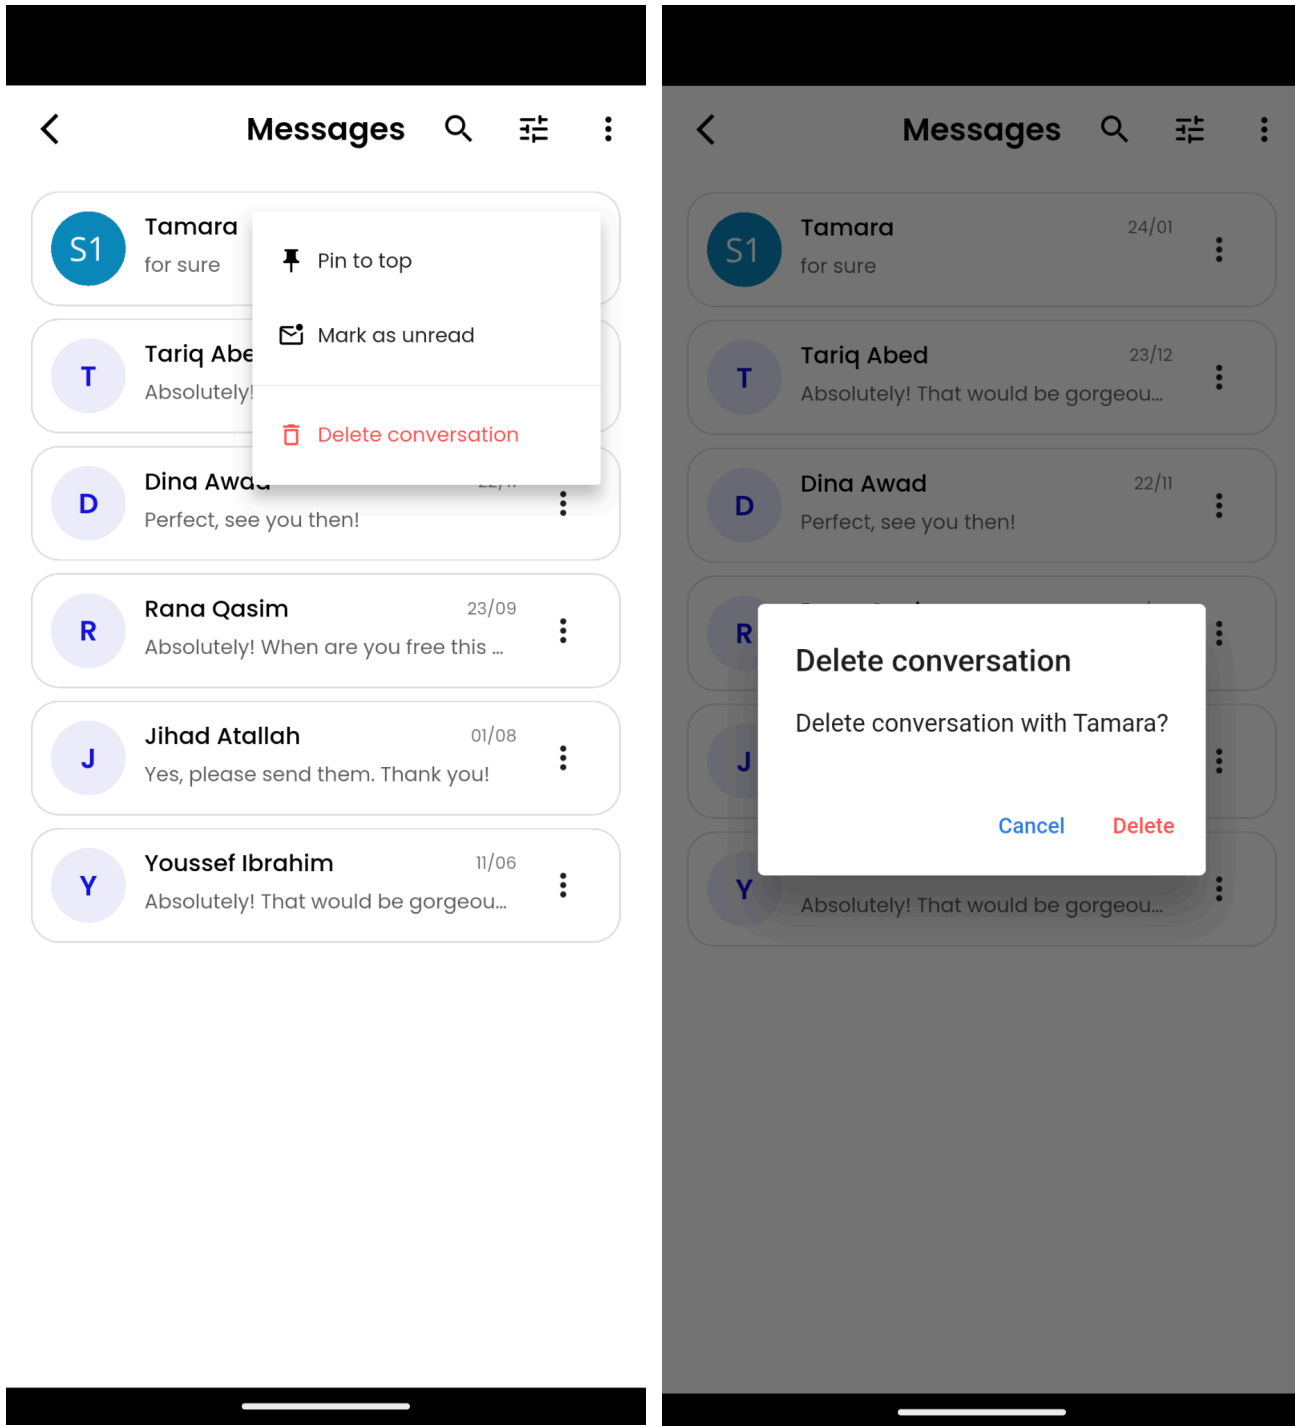 Messages
S1
Tamara
for sure
Pin to top
Mark as unread
Delete conversation
T
Tariq Abe
Absolutely!
D
Dina Awad
Perfect, see you then!
R
Rana Qasim
23/09
Absolutely! When are you free this ...
J
Jihad Atallah
01/08
Yes, please send them. Thank you!
Y
Youssef Ibrahim
11/06
Absolutely! That would be gorgeou...
Messages
S1
Tamara
24/01
for sure
T
Tariq Abed
23/12
Absolutely! That would be gorgeou...
D
Dina Awad
22/11
Perfect, see you then!
R
Delete conversation
Delete conversation with Tamara?
J
Cancel
Delete
Y
Absolutely! That would be gorgeou...